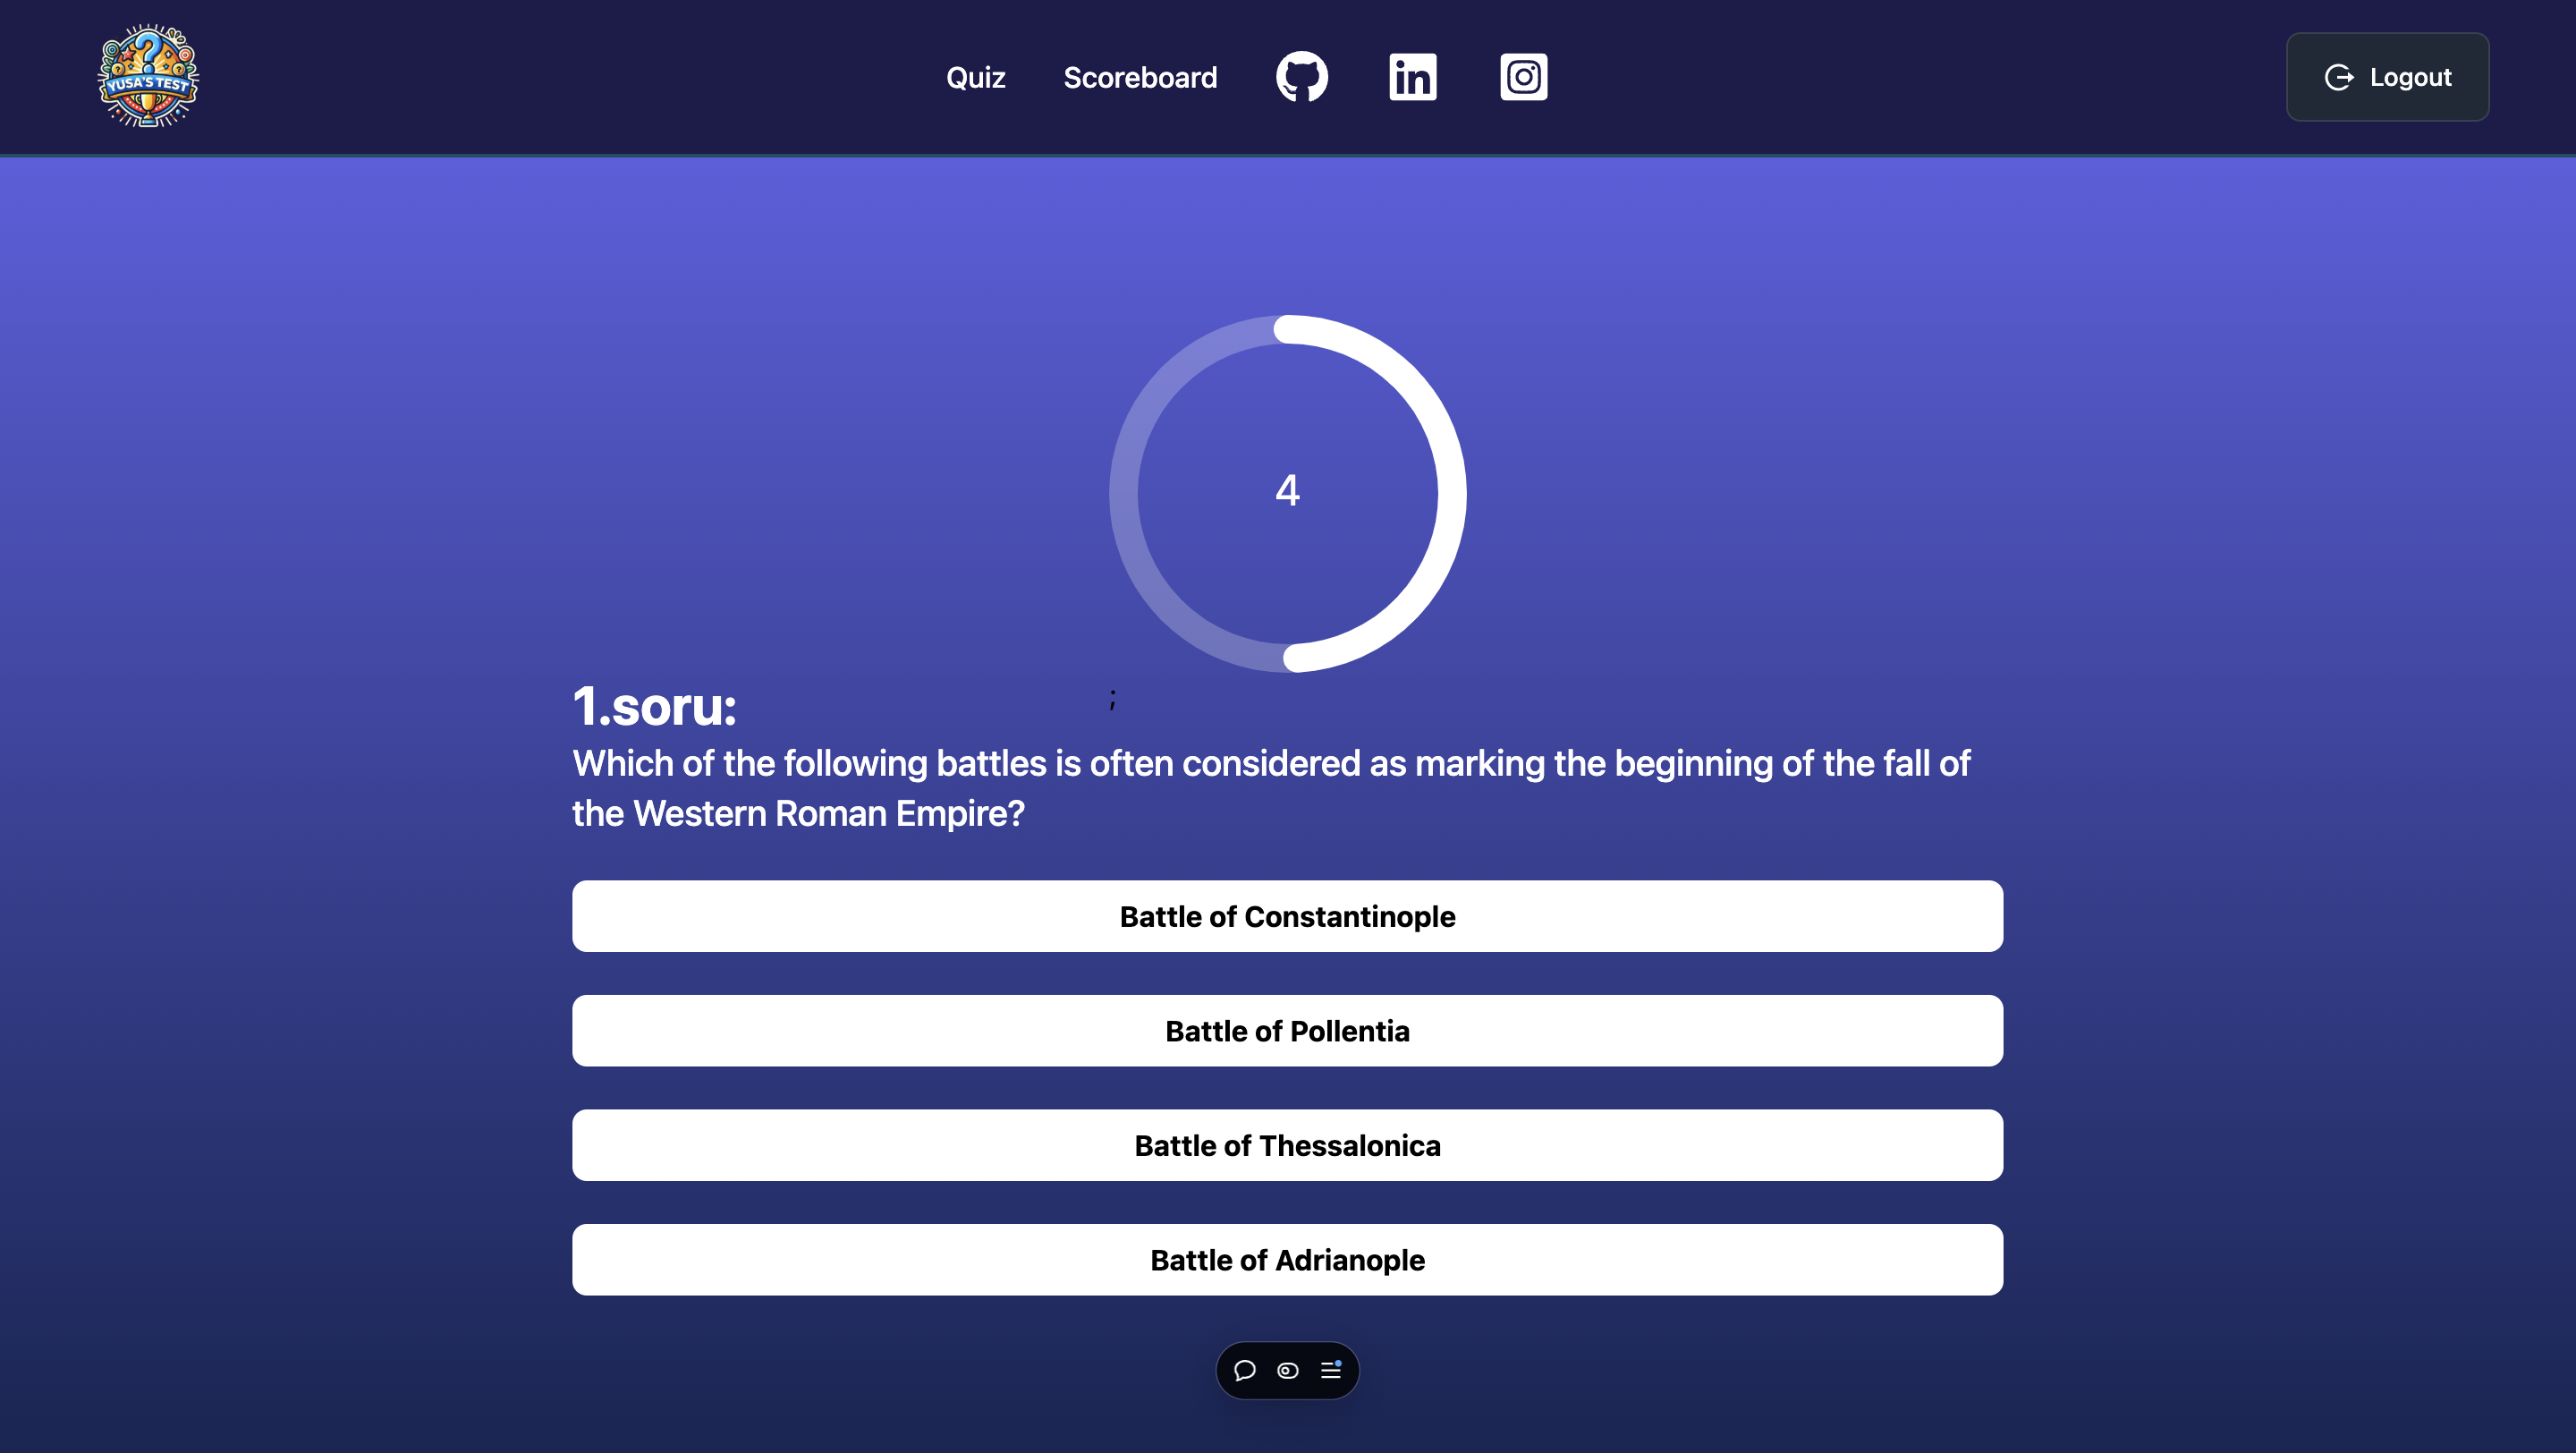 YUSA'S TEST
Quiz
Scoreboard
in
Logout
4
;
1.soru:
Which of the following battles is often considered as marking the beginning of the fall of
the Western Roman Empire?
Battle of Constantinople
Battle of Pollentia
Battle of Thessalonica
Battle of Adrianople